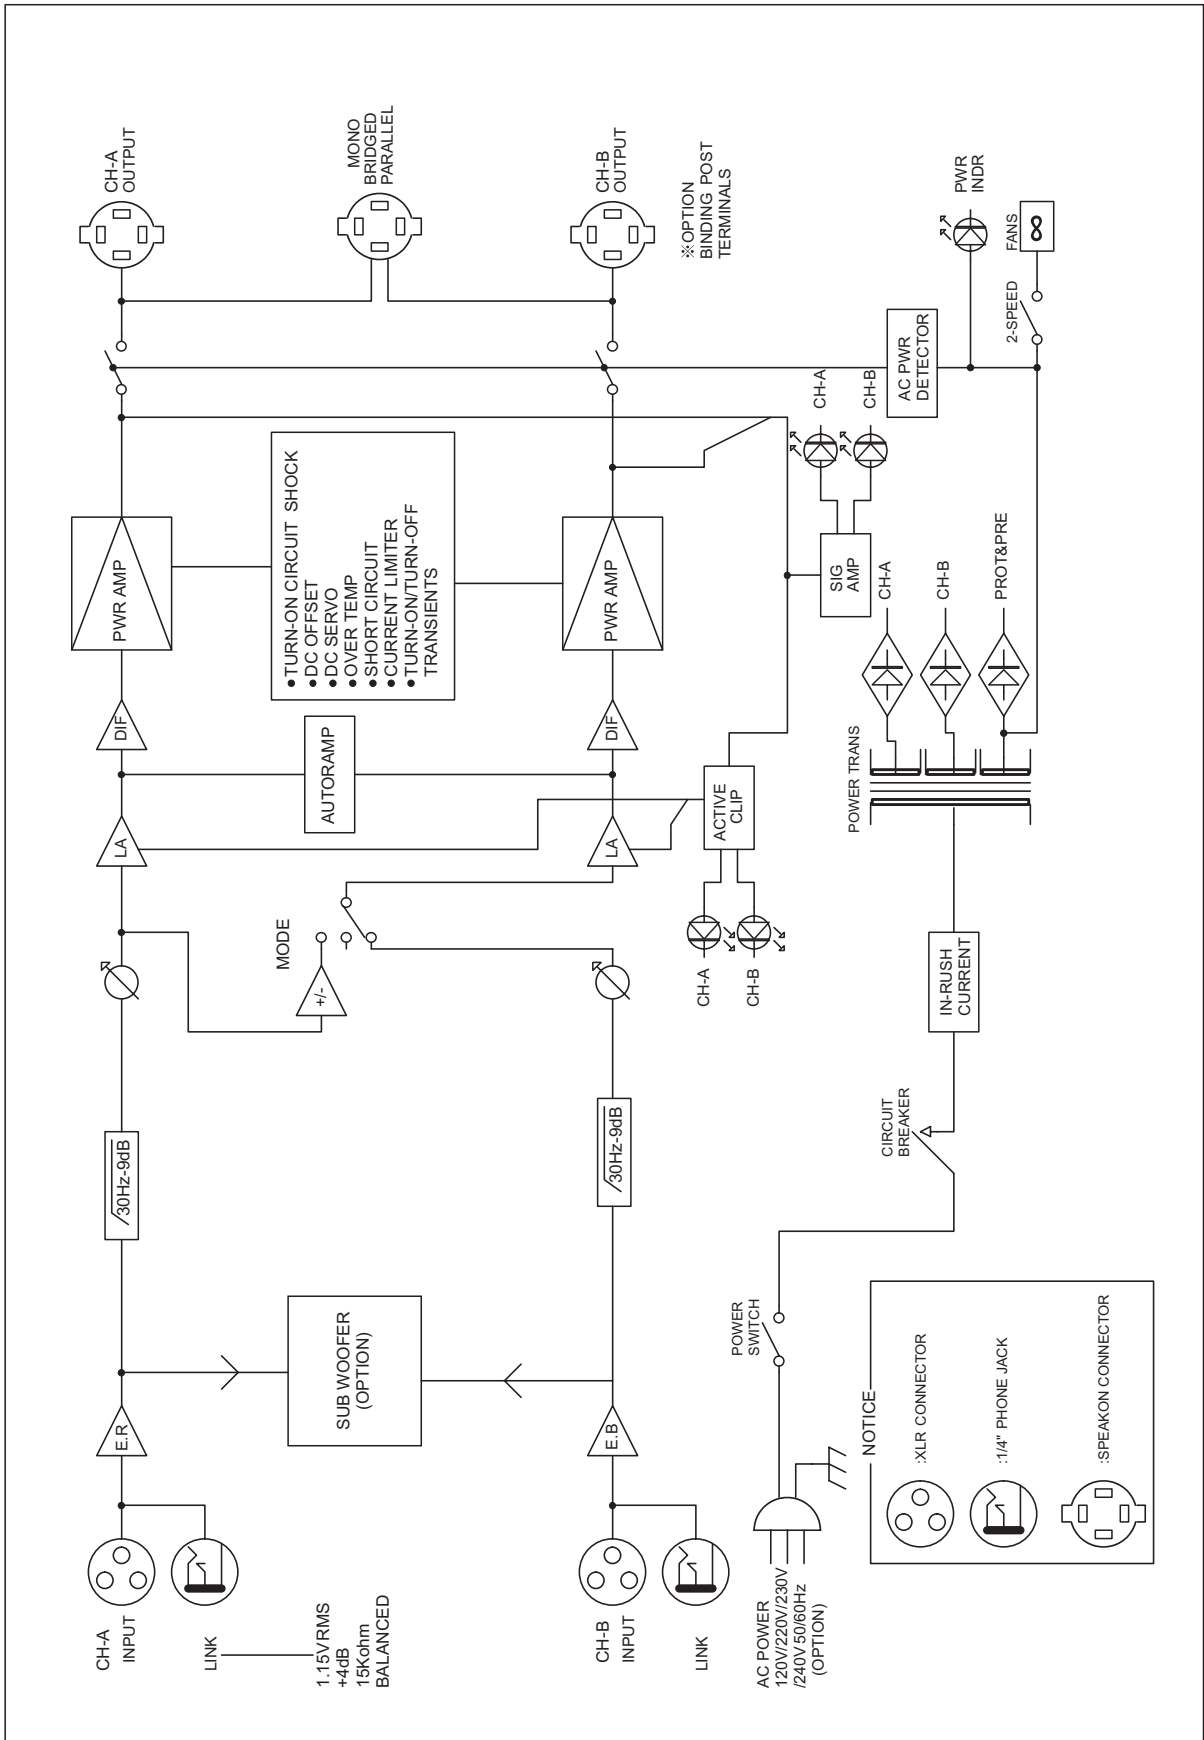 CH-A
INPUT
LINK
1.15V RMS
+4dB
15Kohm
BALANCED
E.R
/30Hz-9dB
+/-
MODE
LA
DIF
PWR AMP
CH-A
OUTPUT
SUB WOOFER
(OPTION)
AUTORAMP
• TURN-ON CIRCUIT SHOCK
• DC OFFSET
• DC SERVO
• OVER TEMP
• SHORT CIRCUIT
• CURRENT LIMITER
• TURN-ON/TURN-OFF
TRANSIENTS
MONO
BRIDGED
PARALLEL
CH-B
INPUT
LINK
E.B
/30Hz-9dB
LA
DIF
PWR AMP
CH-B
OUTPUT
※OPTION
BINDING POST
TERMINALS
CH-A
CH-B
ACTIVE
CLIP
SIG
AMP
CH-A
CH-B
AC PWR
DETECTOR
PWR
INDR
2-SPEED
FANS
AC POWER
120V/220V/230V
/240V 50/60Hz
(OPTION)
POWER
SWITCH
CIRCUIT
BREAKER
IN-RUSH
CURRENT
POWER TRANS
CH-A
CH-B
PROT&PRE
NOTICE
:XLR CONNECTOR
:1/4" PHONE JACK
:SPEAKON CONNECTOR